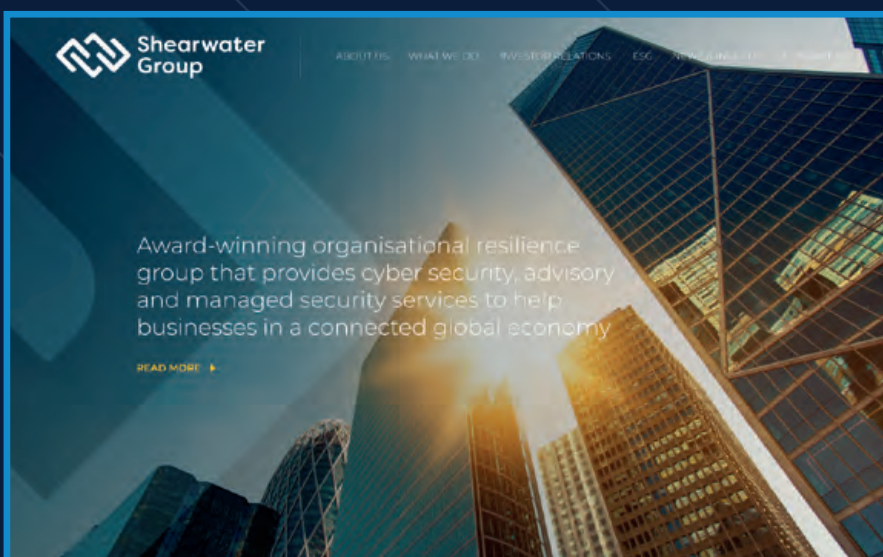 Shearwater
Group
ABOUT US WHAT WE DO INVESTOR RELATIONS ESG
Award-winning organisational resilience
group that provides cyber security, advisory
and managed security services to help
businesses in a connected global economy
READ MORE